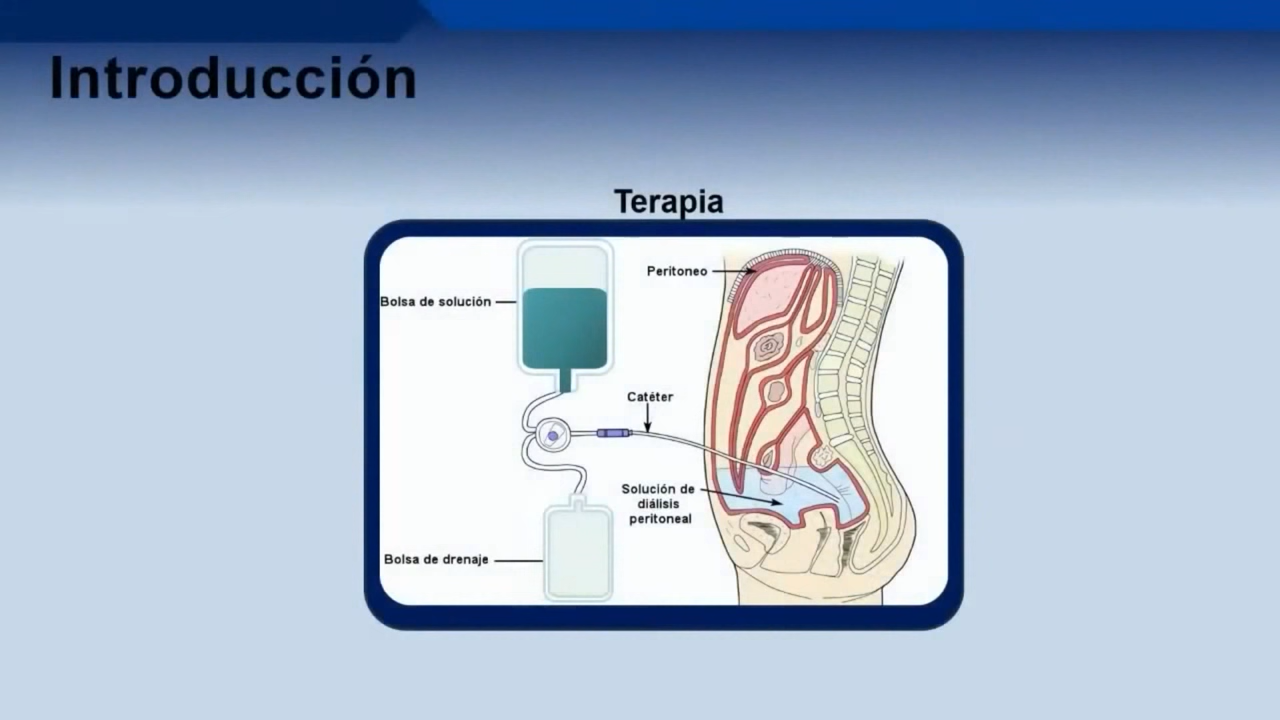 Introducción
Terapia
Peritoneo
Bolsa de solución
Catéter
Solución de
diálisis
peritoneal
Bolsa de drenaje